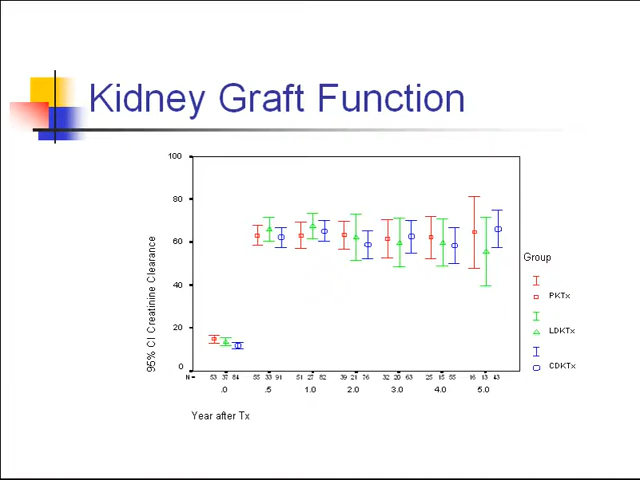 Kidney Graft Function
100
80
60
40
20
0
95% CI Creatinine Clearance
N = 53 37 84 55 33 91 51 27 82 39 21 76 32 20 63 25 15 55 16 13 43
.0 .5 1.0 2.0 3.0 4.0 5.0
Year after Tx
Group
PKTx
LDKTx
CDKTx